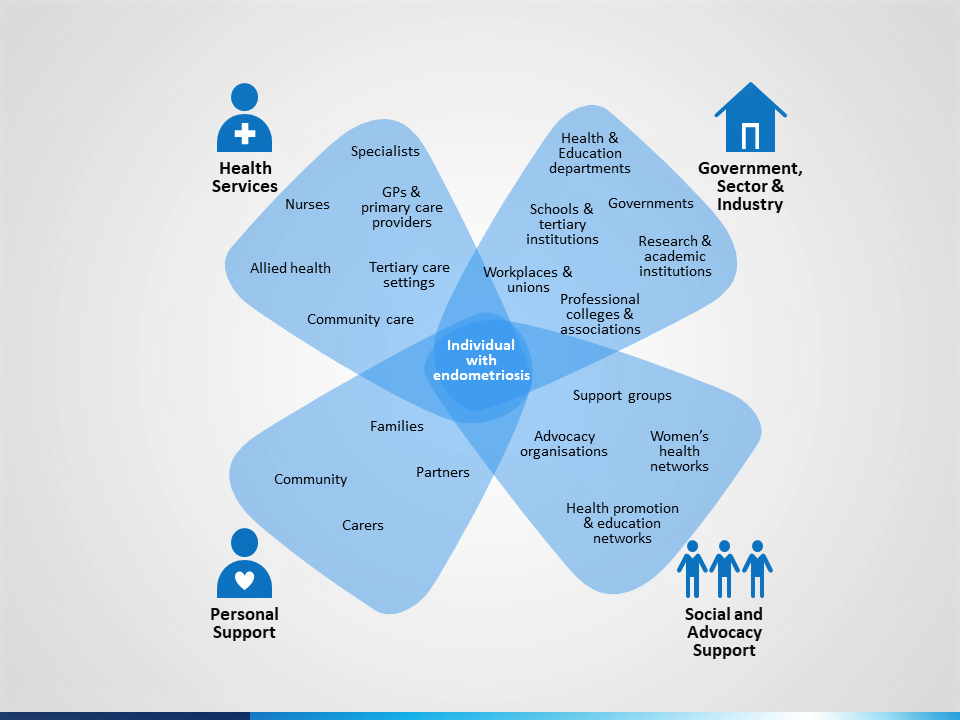 Health
Services
Specialists
GPs &
primary care
providers
Nurses
Allied health
Tertiary care
settings
Community care
Government,
Sector &
Industry
Health &
Education
departments
Governments
Schools &
tertiary
institutions
Research &
academic
institutions
Workplaces &
unions
Professional
colleges &
associations
Individual
with
endometriosis
Families
Partners
Community
Carers
Personal
Support
Support groups
Advocacy
organisations
Women’s
health
networks
Health promotion
& education
networks
Social and
Advocacy
Support